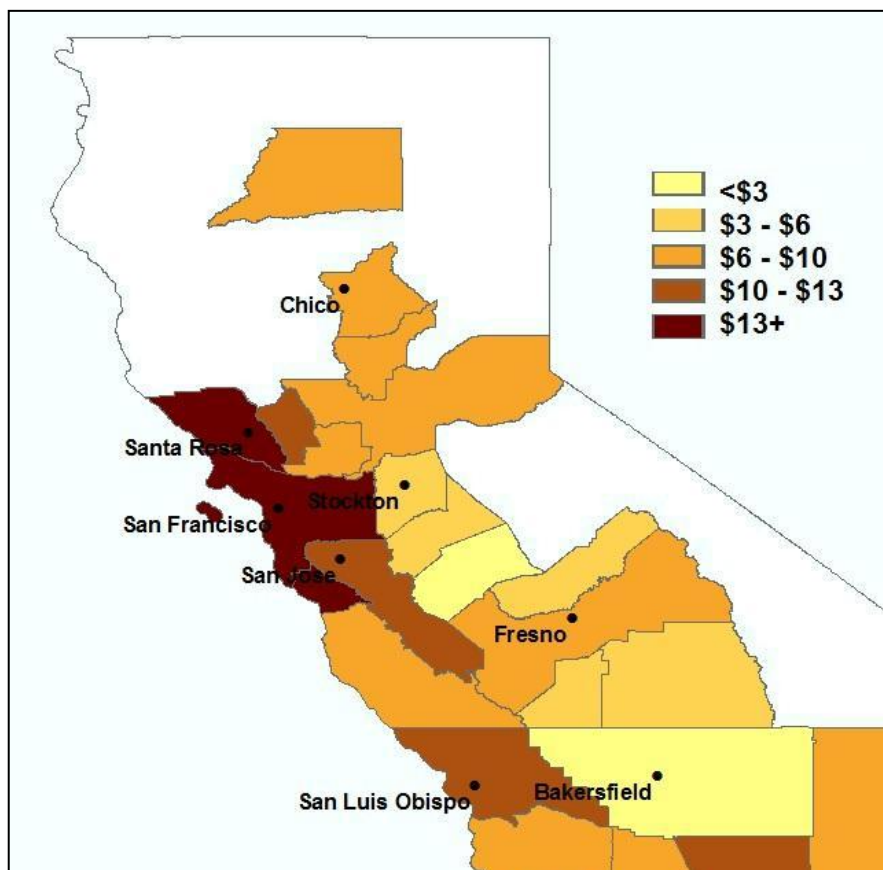 <$3
$3 - $6
$6 - $10
$10 - $13
$13+
Chico
Santa Rosa
Stockton
San Francisco
San Jose
Fresno
San Luis Obispo
Bakersfield